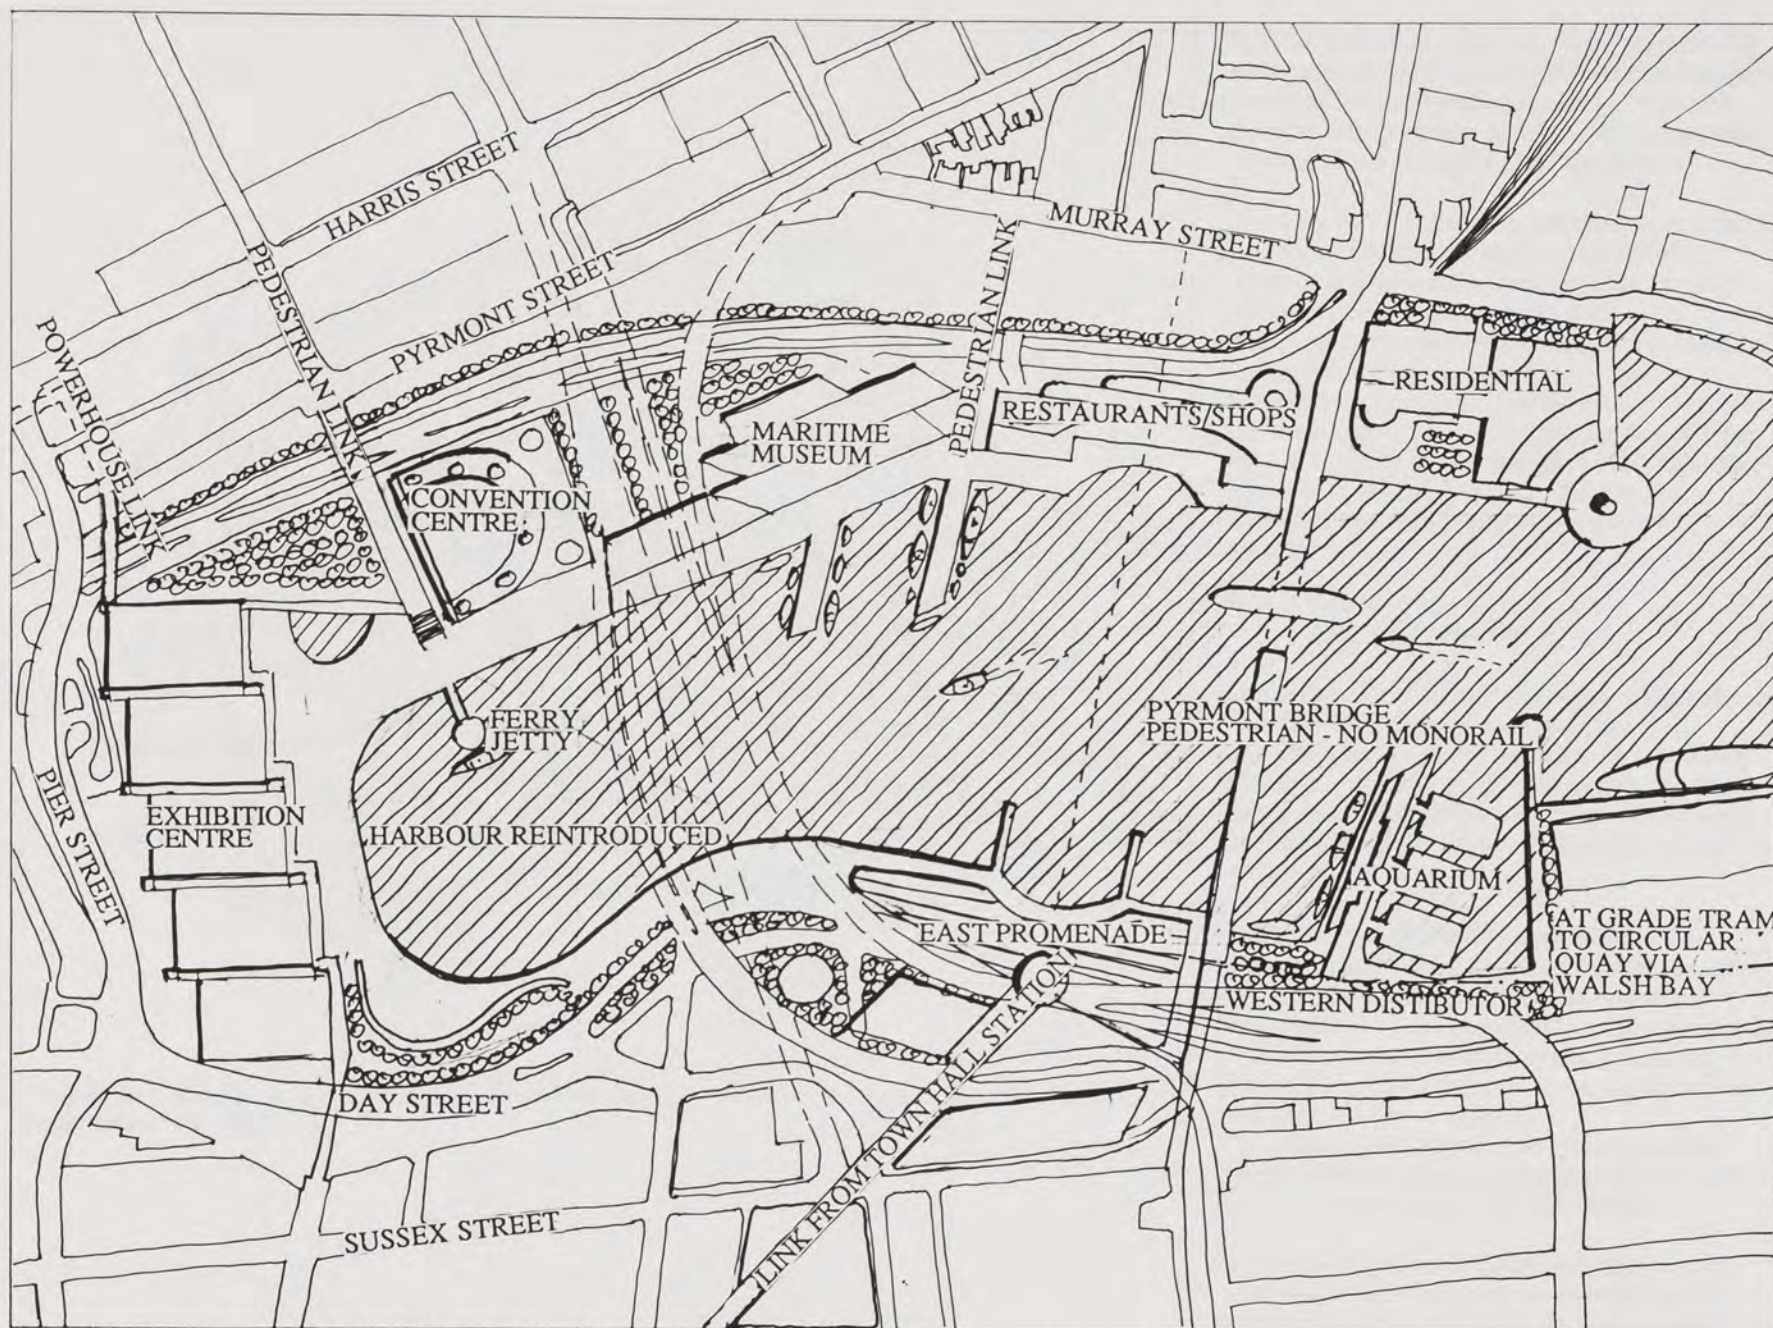 HARRIS STREET
MURRAY STREET
PEDESTRIAN LINK
PYRMONT STREET
PEDESTRIAN LINK
POWERHOUSE LINK
RESIDENTIAL
RESTAURANTS/SHOPS
MARITIME
MUSEUM
CONVENTION
CENTRE
FERRY
JETTY
PYRMONT BRIDGE
PEDESTRIAN - NO MONORAIL
PIER STREET
EXHIBITION
CENTRE
HARBOUR REINTRODUCED
AQUARIUM
EAST PROMENADE
AT GRADE TRAM
TO CIRCULAR
QUAY VIA
WALSH BAY
WESTERN DISTIBUTOR
LINK FROM TOWN HALL STATION
DAY STREET
SUSSEX STREET